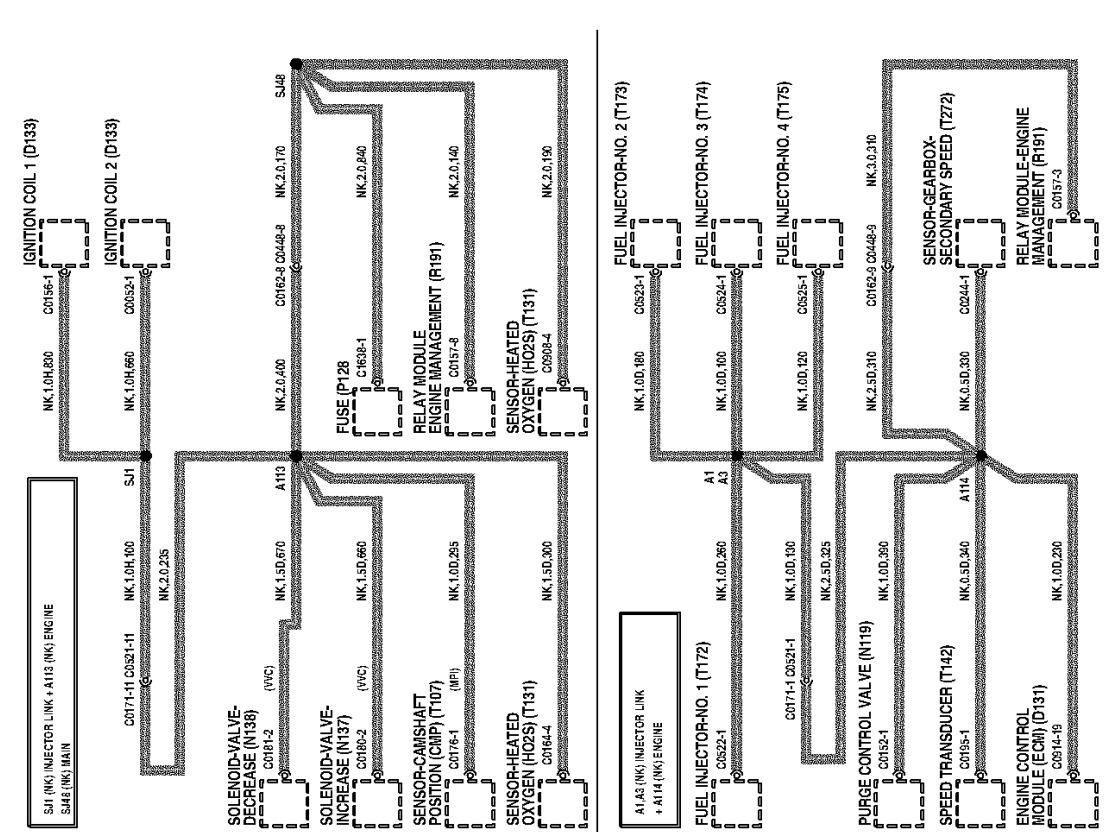 IGNITION COIL 1 (D133)
C0156-1
NK,1.0H,830
IGNITION COIL 2 (D133)
C0052-1
NK,1.0H,660
SJ1
NK,1.0H,100
C0171-11 C0521-11
NK,2.0,235
SJ1 (NK) INJECTOR LINK + A113 (NK) ENGINE
SJ48 (NK) MAIN
SJ48
NK,2.0,170
C0162-8 C0448-8
NK,2.0,400
A113
NK,2.0,840
C1638-1
FUSE (P128
NK,2.0,140
C0157-8
RELAY MODULE
ENGINE MANAGEMENT (R191)
NK,2.0,190
C0908-4
SENSOR-HEATED
OXYGEN (HO2S) (T131)
NK,1.5D,670
(VVC)
C0181-2
SOLENOID-VALVE-
DECREASE (N138)
NK,1.5D,660
(VVC)
C0180-2
SOLENOID-VALVE-
INCREASE (N137)
NK,1.0D,295
(MPI)
C0176-1
SENSOR-CAMSHAFT
POSITION (CMP) (T107)
NK,1.5D,300
C0164-4
SENSOR-HEATED
OXYGEN (HO2S) (T131)
FUEL INJECTOR-NO. 2 (T173)
C0523-1
NK,1.0D,180
FUEL INJECTOR-NO. 3 (T174)
C0524-1
NK,1.0D,100
FUEL INJECTOR-NO. 4 (T175)
C0525-1
NK,1.0D,120
A1
A3
NK,1.0D,260
C0522-1
FUEL INJECTOR-NO. 1 (T172)
A1,A3 (NK) INJECTOR LINK
+ A114 (NK) ENGINE
NK,1.0D,130
C0171-1 C0521-1
NK,2.5D,325
NK,3.0,310
C0162-9 C0448-9
NK,2.5D,310
SENSOR-GEARBOX-
SECONDARY SPEED (T272)
C0244-1
NK,0.5D,330
RELAY MODULE-ENGINE
MANAGEMENT (R191)
C0157-3
A114
NK,1.0D,390
C0152-1
PURGE CONTROL VALVE (N119)
NK,0.5D,340
C0195-1
SPEED TRANSDUCER (T142)
NK,1.0D,230
C0914-19
ENGINE CONTROL
MODULE (ECM) (D131)